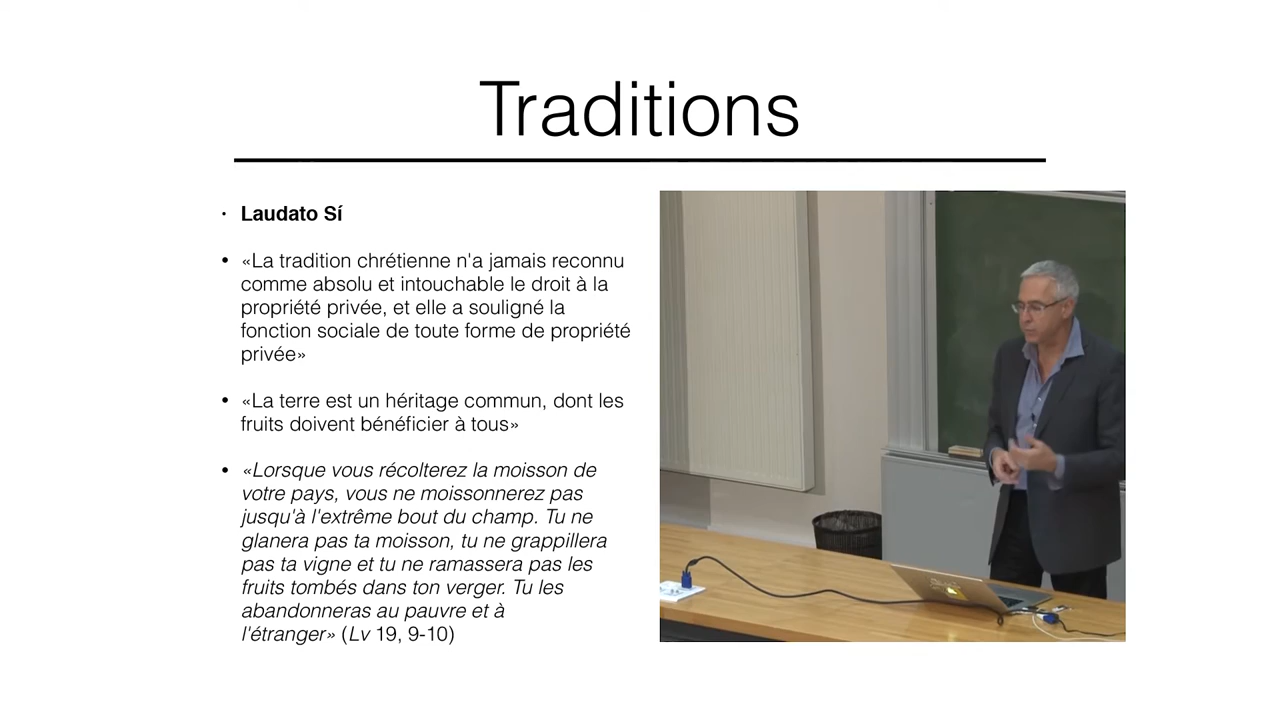 Traditions
• Laudato Sí
• «La tradition chrétienne n'a jamais reconnu
comme absolu et intouchable le droit à la
propriété privée, et elle a souligné la
fonction sociale de toute forme de propriété
privée»
• «La terre est un héritage commun, dont les
fruits doivent bénéficier à tous»
• «Lorsque vous récolterez la moisson de
votre pays, vous ne moissonnerez pas
jusqu'à l'extrême bout du champ. Tu ne
glanera pas ta moisson, tu ne grappillera
pas ta vigne et tu ne ramassera pas les
fruits tombés dans ton verger. Tu les
abandonneras au pauvre et à
l'étranger» (Lv 19, 9-10)